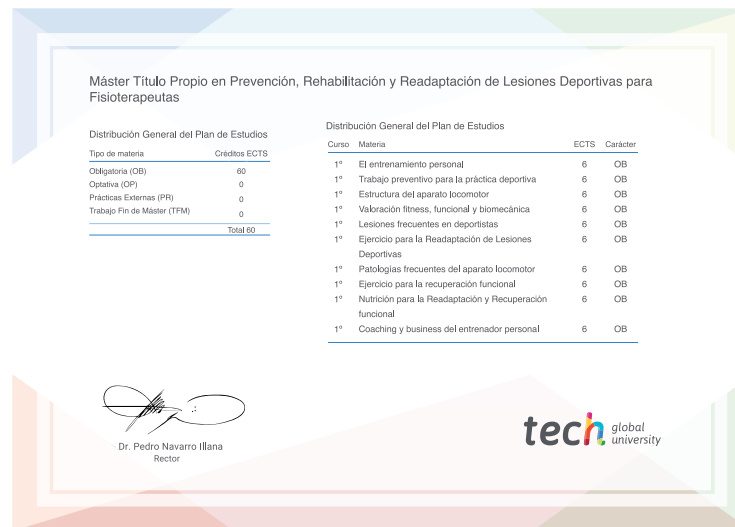 Máster Título Propio en Prevención, Rehabilitación y Readaptación de Lesiones Deportivas para
Fisioterapeutas
Distribución General del Plan de Estudios
Tipo de materia Créditos ECTS
Obligatoria (OB) 60
Optativa (OP) 0
Prácticas Externas (PR) 0
Trabajo Fin de Máster (TFM) 0
Total 60
Distribución General del Plan de Estudios
Curso Materia ECTS Carácter
1º El entrenamiento personal 6 OB
1º Trabajo preventivo para la práctica deportiva 6 OB
1º Estructura del aparato locomotor 6 OB
1º Valoración fitness, funcional y biomecánica 6 OB
1º Lesiones frecuentes en deportistas 6 OB
1º Ejercicio para la Readaptación de Lesiones 6 OB
Deportivas
1º Patologías frecuentes del aparato locomotor 6 OB
1º Ejercicio para la recuperación funcional 6 OB
1º Nutrición para la Readaptación y Recuperación 6 OB
funcional
1º Coaching y business del entrenador personal 6 OB
Dr. Pedro Navarro Illana
Rector
tech global
university